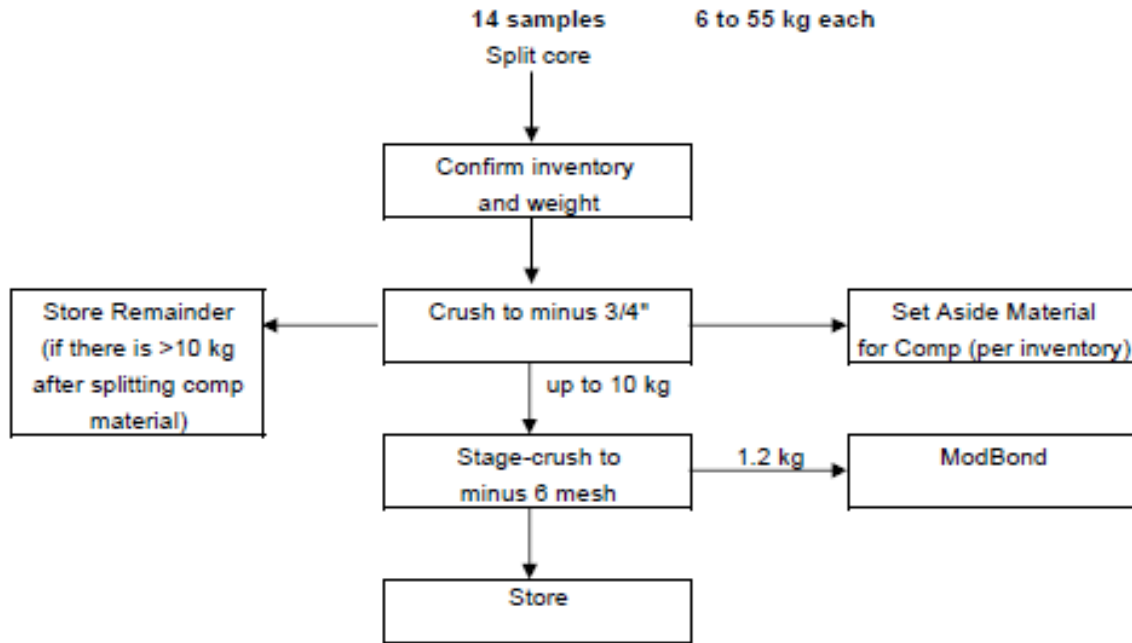 14 samples 6 to 55 kg each
Split core
Confirm inventory
and weight
Store Remainder
(if there is >10 kg
after splitting comp
material)
Crush to minus 3/4"
Set Aside Material
for Comp (per inventory)
up to 10 kg
Stage-crush to
minus 6 mesh
1.2 kg
ModBond
Store